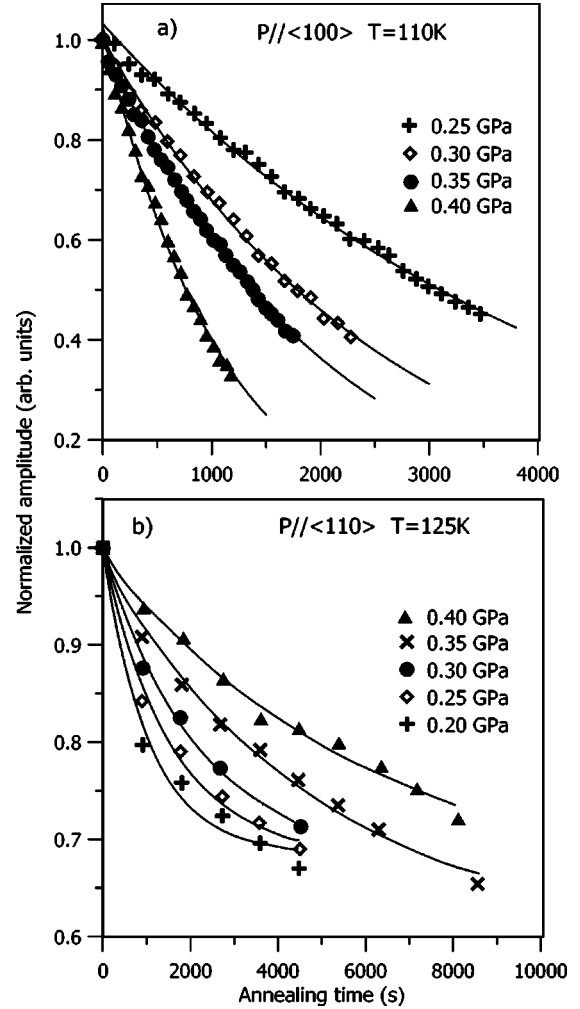 a) P//<100> T=110K
1.0
0.8
0.6
0.4
0.2
0.25 GPa
0.30 GPa
0.35 GPa
0.40 GPa
0 1000 2000 3000 4000
Normalized amplitude (arb. units)
b) P//<110> T=125K
1.0
0.9
0.8
0.7
0.6
0.40 GPa
0.35 GPa
0.30 GPa
0.25 GPa
0.20 GPa
0 2000 4000 6000 8000 10000
Annealing time (s)